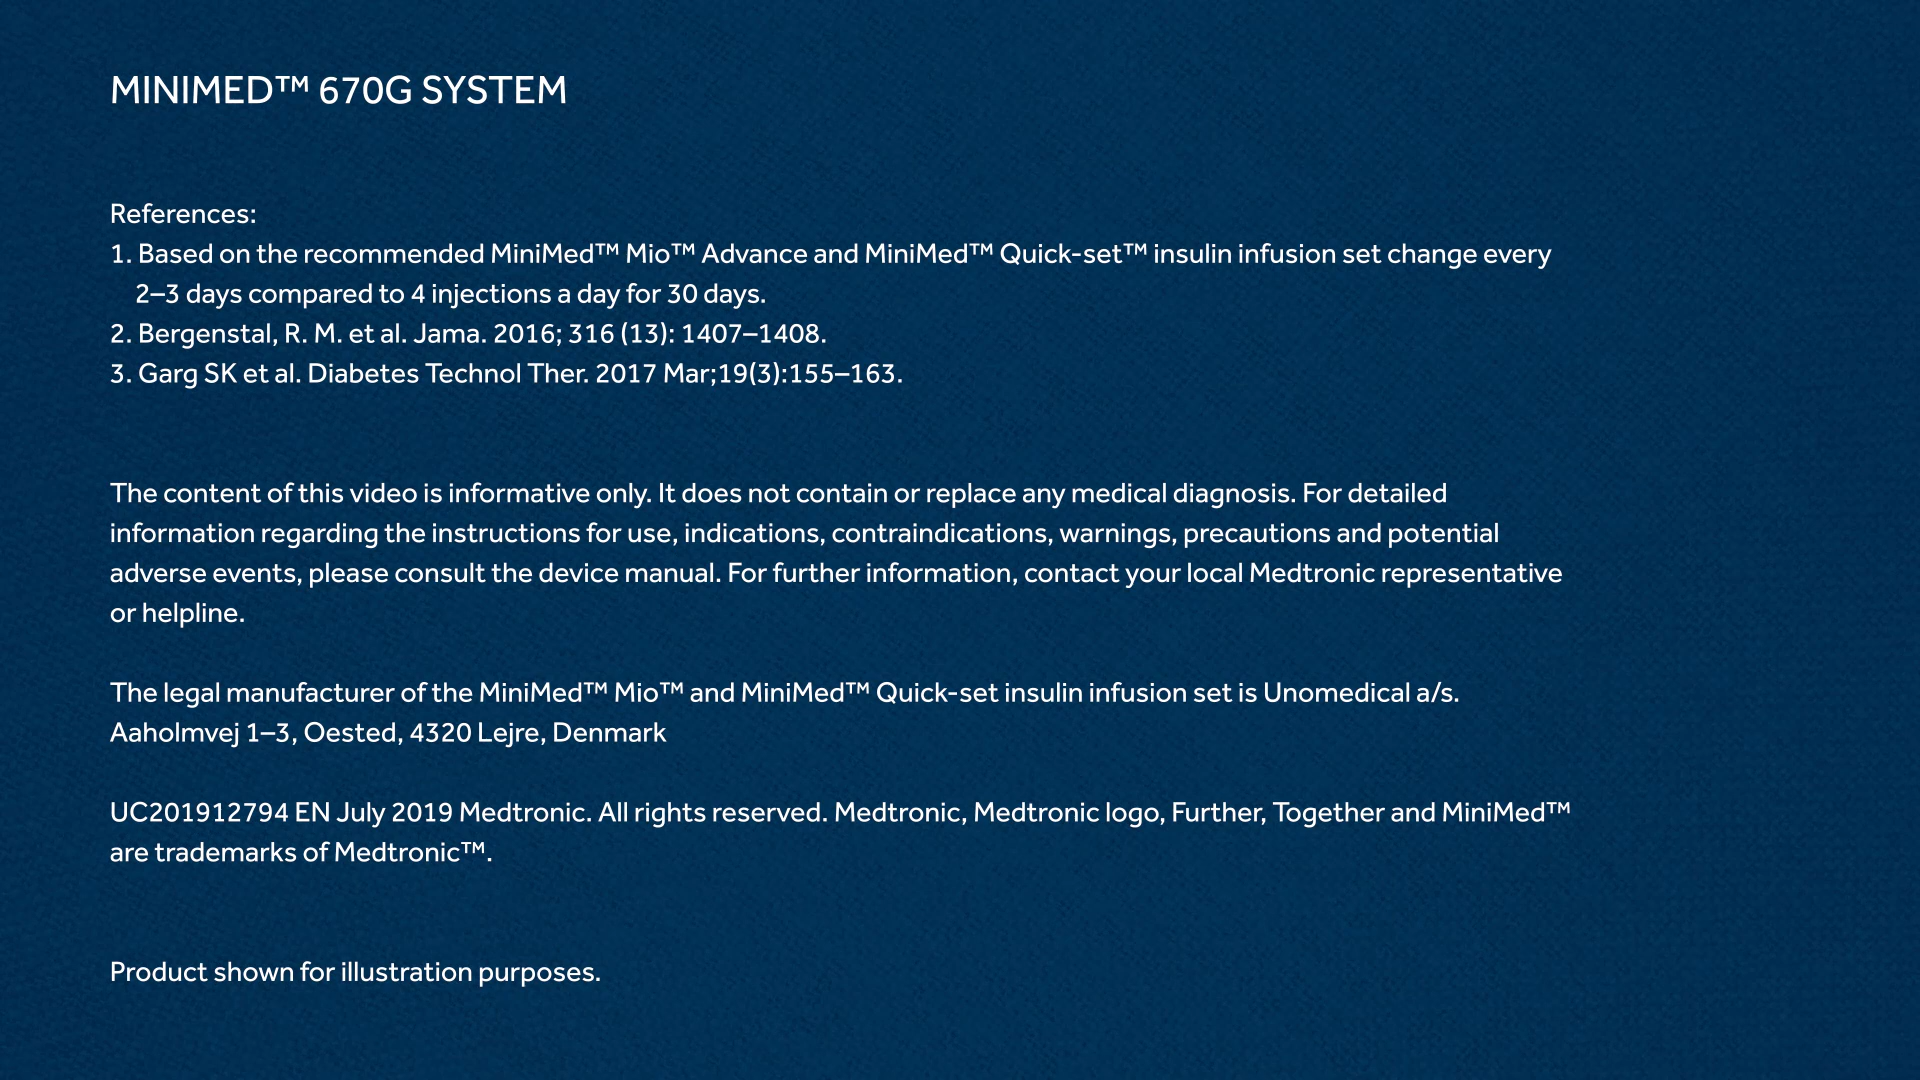 MINIMED™ 670G SYSTEM
References:
1. Based on the recommended MiniMed™ Mio™ Advance and MiniMed™ Quick-set™ insulin infusion set change every
2–3 days compared to 4 injections a day for 30 days.
2. Bergenstal, R. M. et al. Jama. 2016; 316 (13): 1407–1408.
3. Garg SK et al. Diabetes Technol Ther. 2017 Mar;19(3):155–163.
The content of this video is informative only. It does not contain or replace any medical diagnosis. For detailed
information regarding the instructions for use, indications, contraindications, warnings, precautions and potential
adverse events, please consult the device manual. For further information, contact your local Medtronic representative
or helpline.
The legal manufacturer of the MiniMed™ Mio™ and MiniMed™ Quick-set insulin infusion set is Unomedical a/s.
Aaholmvej 1–3, Oested, 4320 Lejre, Denmark
UC201912794 EN July 2019 Medtronic. All rights reserved. Medtronic, Medtronic logo, Further, Together and MiniMed™
are trademarks of Medtronic™.
Product shown for illustration purposes.